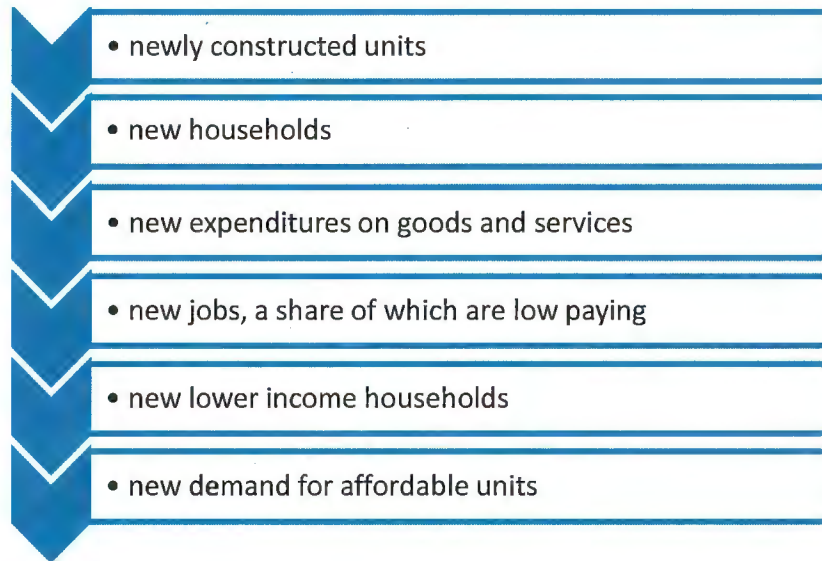 • newly constructed units
• new households
• new expenditures on goods and services
• new jobs, a share of which are low paying
• new lower income households
• new demand for affordable units